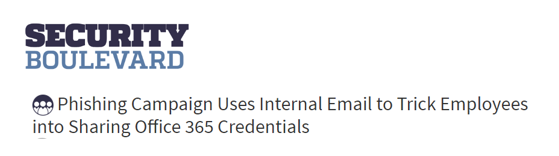 SECURITY
BOULEVARD
Phishing Campaign Uses Internal Email to Trick Employees
into Sharing Office 365 Credentials